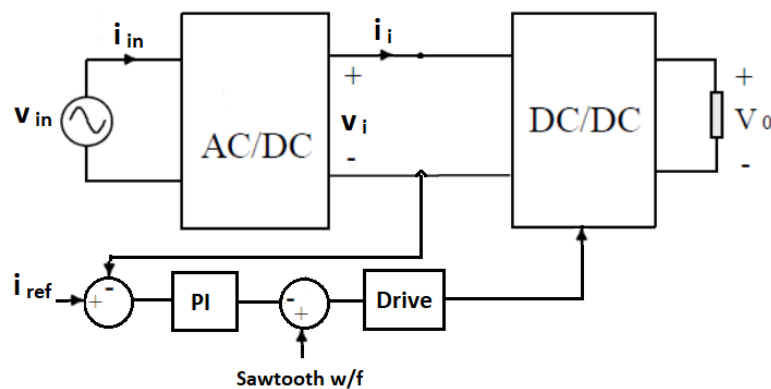 i in
i i
+
+
v in
AC/DC
v i
DC/DC
V 0
-
-
i ref
+
-
PI
-
+
Drive
Sawtooth w/f